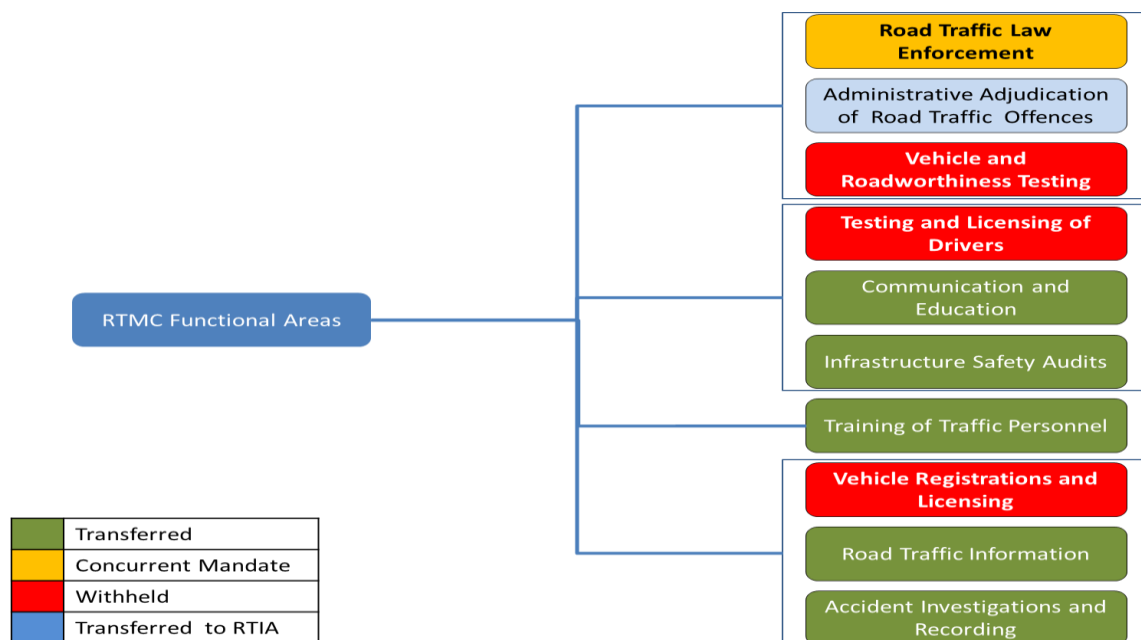 Road Traffic Law
Enforcement
Administrative Adjudication
of Road Traffic Offences
Vehicle and
Roadworthiness Testing
Testing and Licensing of
Drivers
Communication and
Education
RTMC Functional Areas
Infrastructure Safety Audits
Training of Traffic Personnel
Vehicle Registrations and
Licensing
Road Traffic Information
Accident Investigations and
Recording
Transferred
Concurrent Mandate
Withheld
Transferred to RTIA